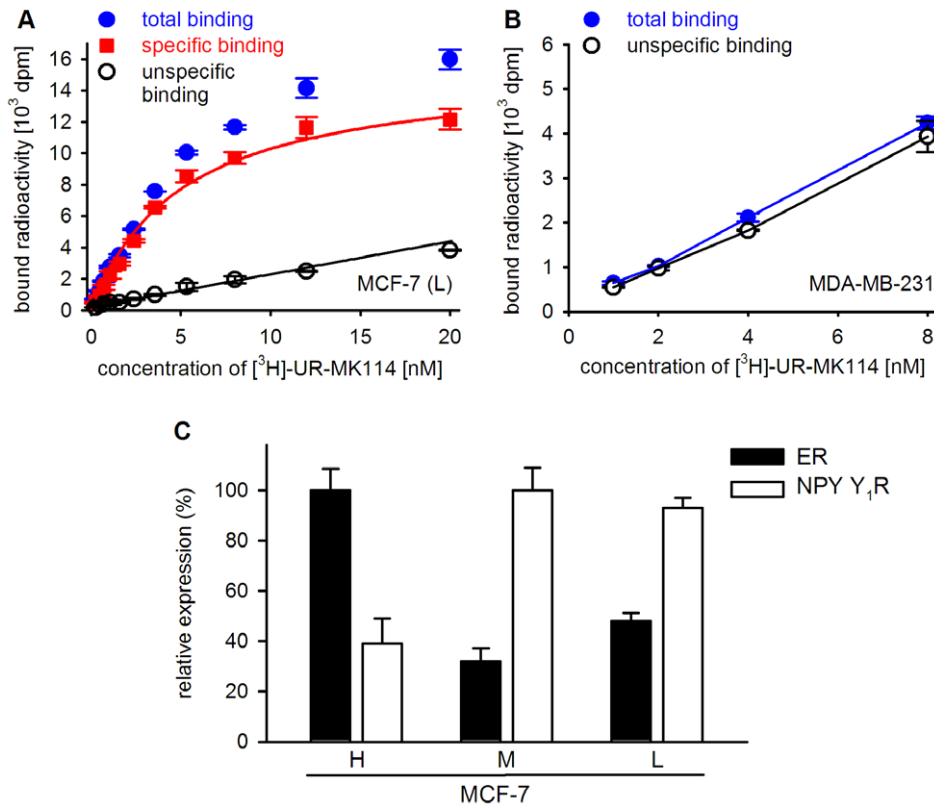 A
total binding
specific binding
unspecific
binding
bound radioactivity [10³ dpm]
16
14
12
10
8
6
4
2
0
MCF-7 (L)
0 5 10 15 20
concentration of [³H]-UR-MK114 [nM]
B
total binding
unspecific binding
bound radioactivity [10³ dpm]
6
5
4
3
2
1
0
MDA-MB-231
0 2 4 6 8
concentration of [³H]-UR-MK114 [nM]
C
ER
NPY Y₁R
relative expression (%)
100
80
60
40
20
0
H M L
MCF-7